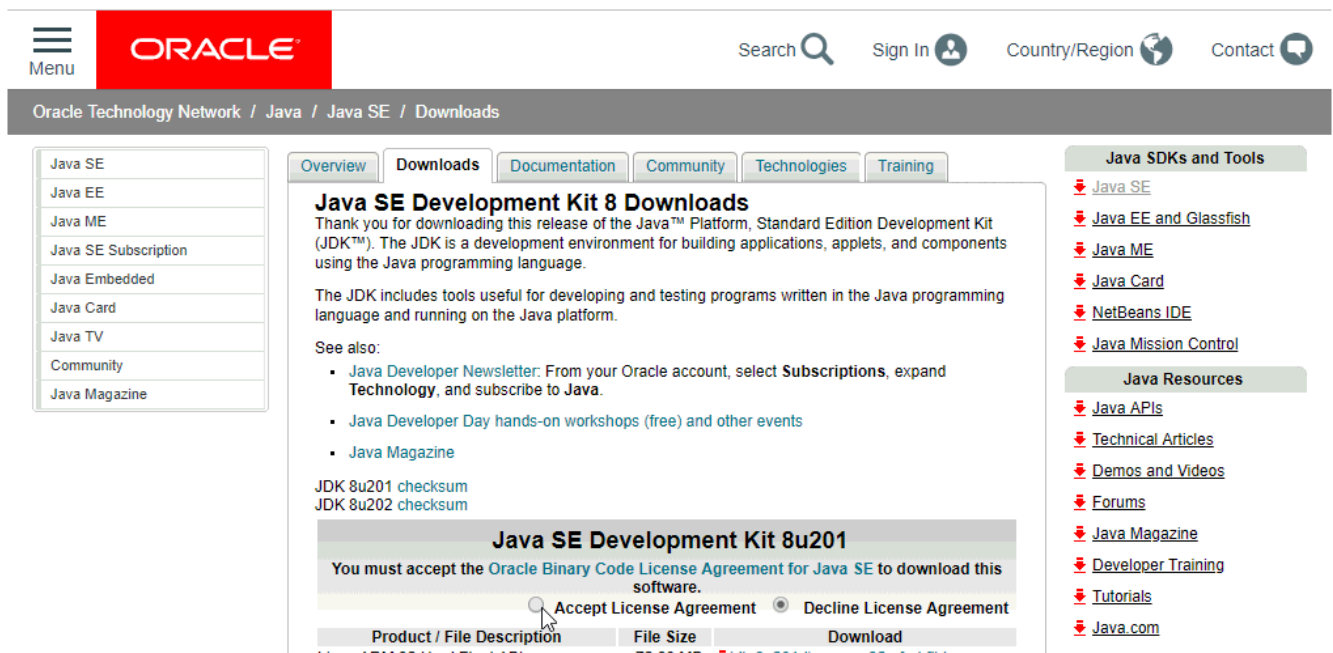 Menu
ORACLE
Search
Sign In
Country/Region
Contact
Oracle Technology Network / Java / Java SE / Downloads
Java SE
Java EE
Java ME
Java SE Subscription
Java Embedded
Java Card
Java TV
Community
Java Magazine
Overview
Downloads
Documentation
Community
Technologies
Training
Java SE Development Kit 8 Downloads
Thank you for downloading this release of the Java™ Platform, Standard Edition Development Kit
(JDK™). The JDK is a development environment for building applications, applets, and components
using the Java programming language.
The JDK includes tools useful for developing and testing programs written in the Java programming
language and running on the Java platform.
See also:
Java Developer Newsletter: From your Oracle account, select Subscriptions, expand
Technology, and subscribe to Java.
Java Developer Day hands-on workshops (free) and other events
Java Magazine
JDK 8u201 checksum
JDK 8u202 checksum
Java SE Development Kit 8u201
You must accept the Oracle Binary Code License Agreement for Java SE to download this
software.
Accept License Agreement Decline License Agreement
Product / File Description File Size Download
Java SDKs and Tools
Java SE
Java EE and Glassfish
Java ME
Java Card
NetBeans IDE
Java Mission Control
Java Resources
Java APIs
Technical Articles
Demos and Videos
Forums
Java Magazine
Developer Training
Tutorials
Java.com